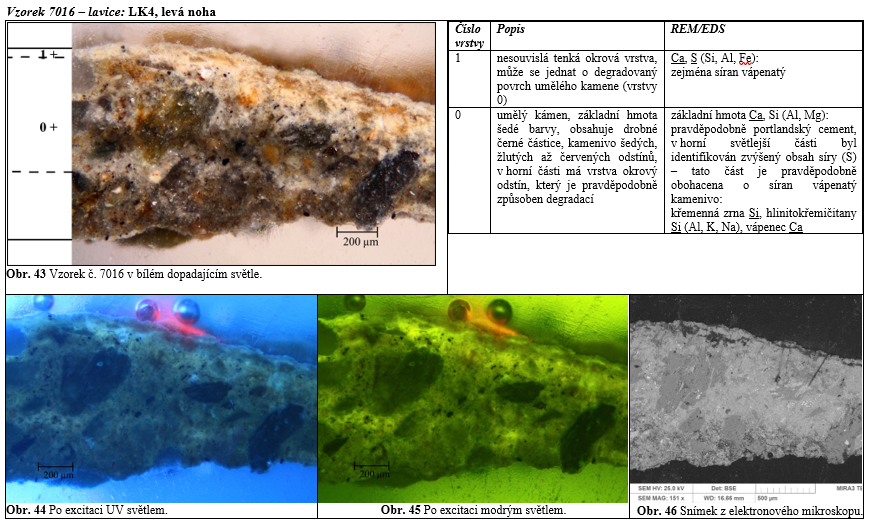 Vzorek 7016 – lavice: LK4, levá noha
1 +
0 +
200 µm
Obr. 43 Vzorek č. 7016 v bílém dopadajícím světle.
Číslo vrstvy
Popis
REM/EDS
1
nesouvislá tenká okrová vrstva,
může se jednat o degradovaný
povrch umělého kamene (vrstvy
0)
Ca, S (Si, Al, Fe):
zejména síran vápenatý
0
umělý kámen, základní hmota
šedé barvy, obsahuje drobné
černé částice, kamenivo šedých,
žlutých až červených odstínů,
v horní části má vrstva okrový
odstín, který je pravděpodobně
způsoben degradací
základní hmota Ca, Si (Al, Mg):
pravděpodobně portlandský cement,
v horní světlejší části byl
identifikován zvýšený obsah síry (S)
– tato část je pravděpodobně
obohacena o síran vápenatý
kamenivo:
křemenná zrna Si, hlinitokřemičitany
Si (Al, K, Na), vápenec Ca
200 µm
Obr. 44 Po excitaci UV světlem.
200 µm
Obr. 45 Po excitaci modrým světlem.
SEM HV: 25.0 kV
Det: BSE
MIRA3 TE
SEM MAG: 151 x
WD: 16.66 mm
500 µm
Obr. 46 Snímek z elektronového mikroskopu.